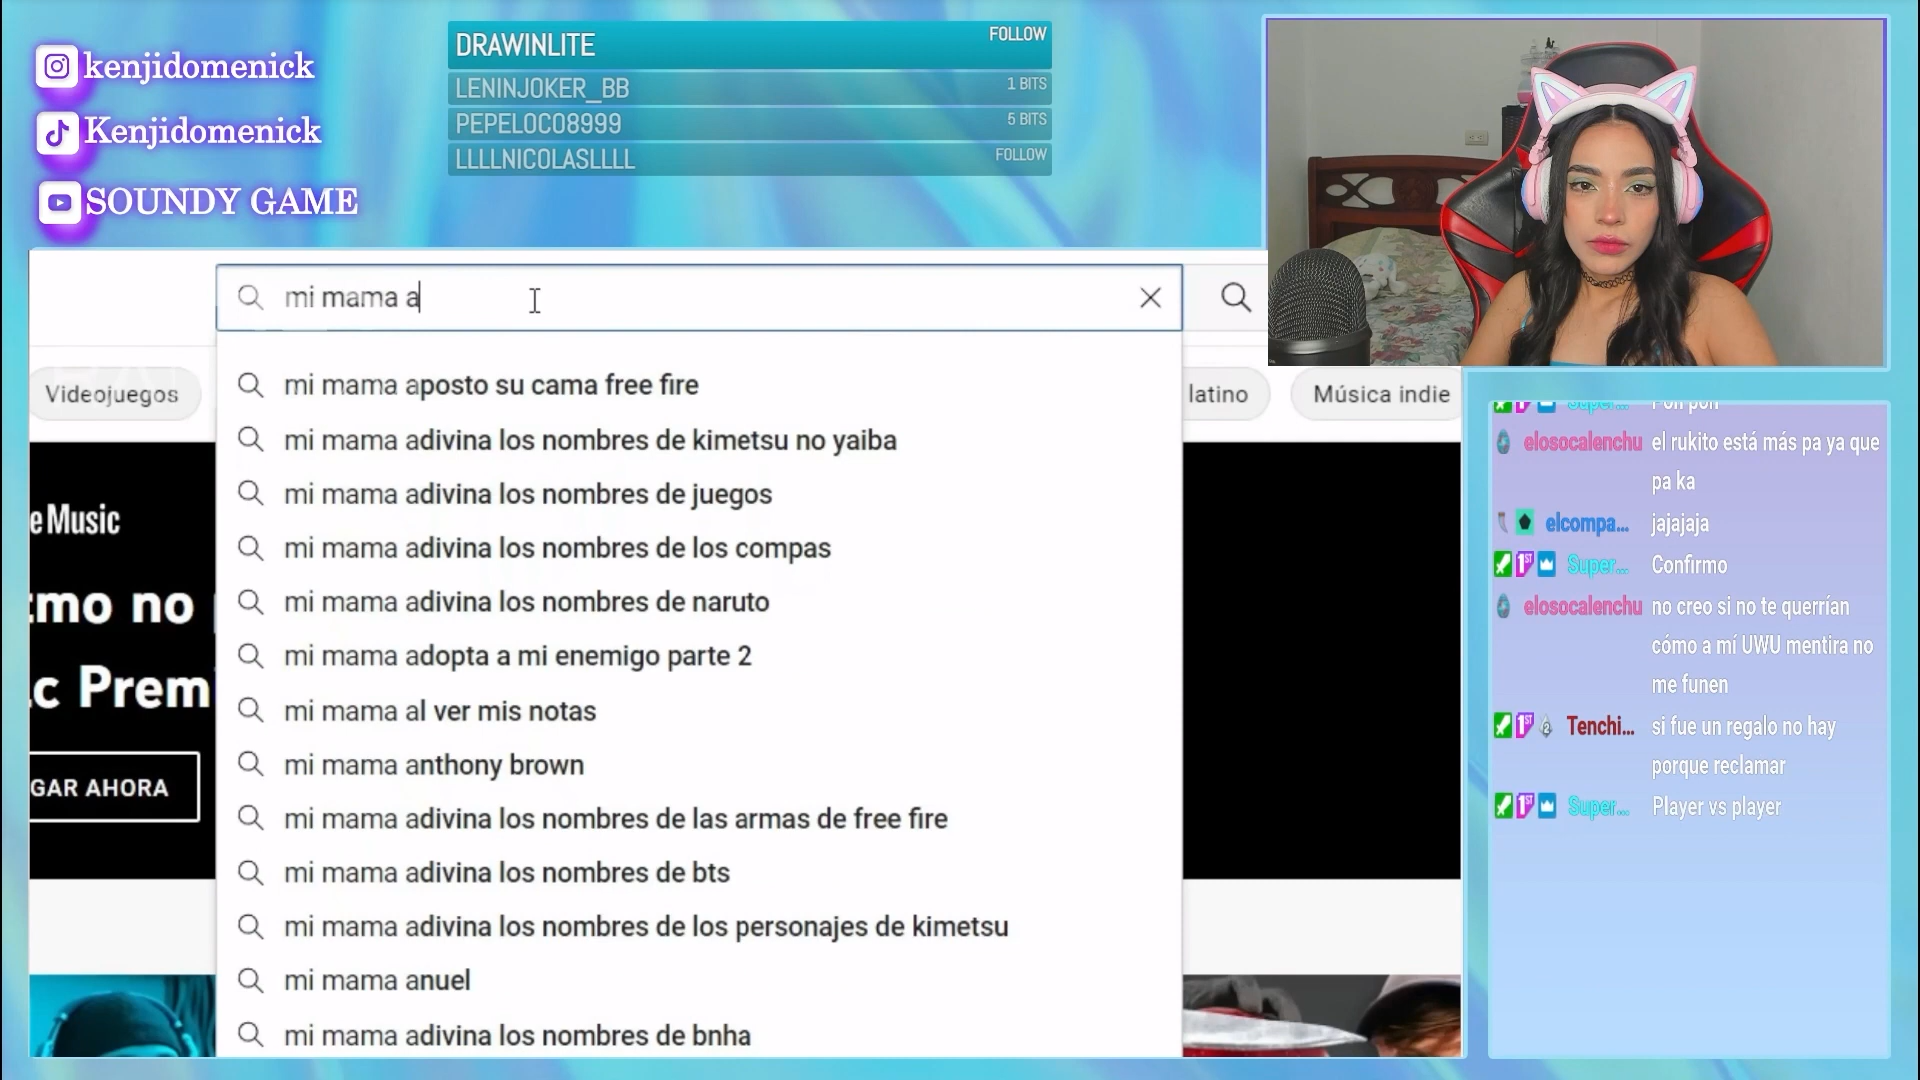 kenjidomenick
Kenjidomenick
SOUNDY GAME
DRAWINLITE FOLLOW
LENINJOKER_BB 1 BITS
PEPELOCO8999 5 BITS
LLLLNICOLASLLLL FOLLOW
mi mama a
Videojuegos
latino
Música indie
mi mama aposto su cama free fire
mi mama adivina los nombres de kimetsu no yaiba
mi mama adivina los nombres de juegos
mi mama adivina los nombres de los compas
mi mama adivina los nombres de naruto
mi mama adopta a mi enemigo parte 2
mi mama al ver mis notas
mi mama anthony brown
mi mama adivina los nombres de las armas de free fire
mi mama adivina los nombres de bts
mi mama adivina los nombres de los personajes de kimetsu
mi mama anuel
mi mama adivina los nombres de bnha
e Music
tmo no
c Prem
GAR AHORA
Super... Pon pon
elosocalenchu el rukito está más pa ya que
pa ka
elcompa... jajajaja
Super... Confirmo
elosocalenchu no creo si no te querrían
cómo a mí UWU mentira no
me funen
Tenchi... si fue un regalo no hay
porque reclamar
Super... Player vs player